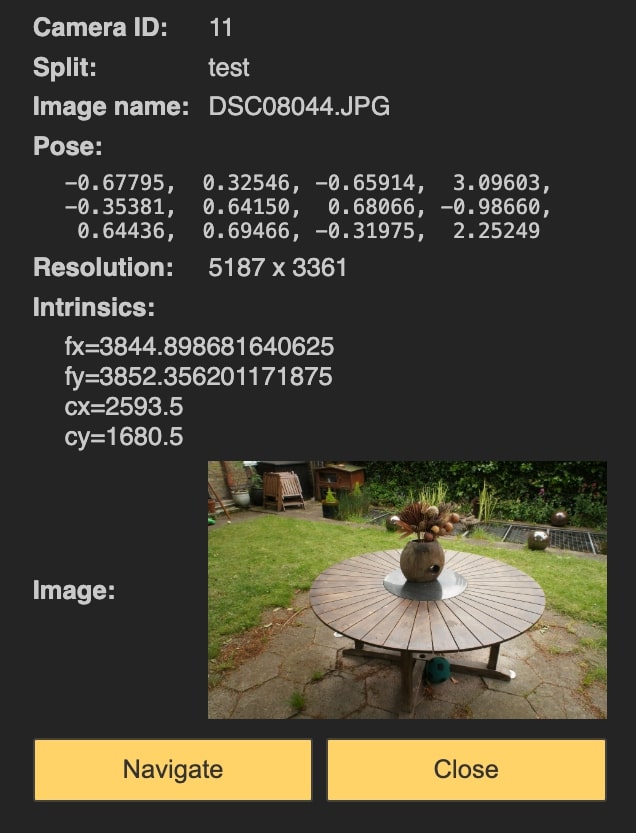 Camera ID: 11
Split: test
Image name: DSC08044.JPG
Pose:
-0.67795, 0.32546, -0.65914, 3.09603,
-0.35381, 0.64150, 0.68066, -0.98660,
0.64436, 0.69466, -0.31975, 2.25249
Resolution: 5187 x 3361
Intrinsics:
fx=3844.898681640625
fy=3852.356201171875
cx=2593.5
cy=1680.5
Image:
Navigate Close